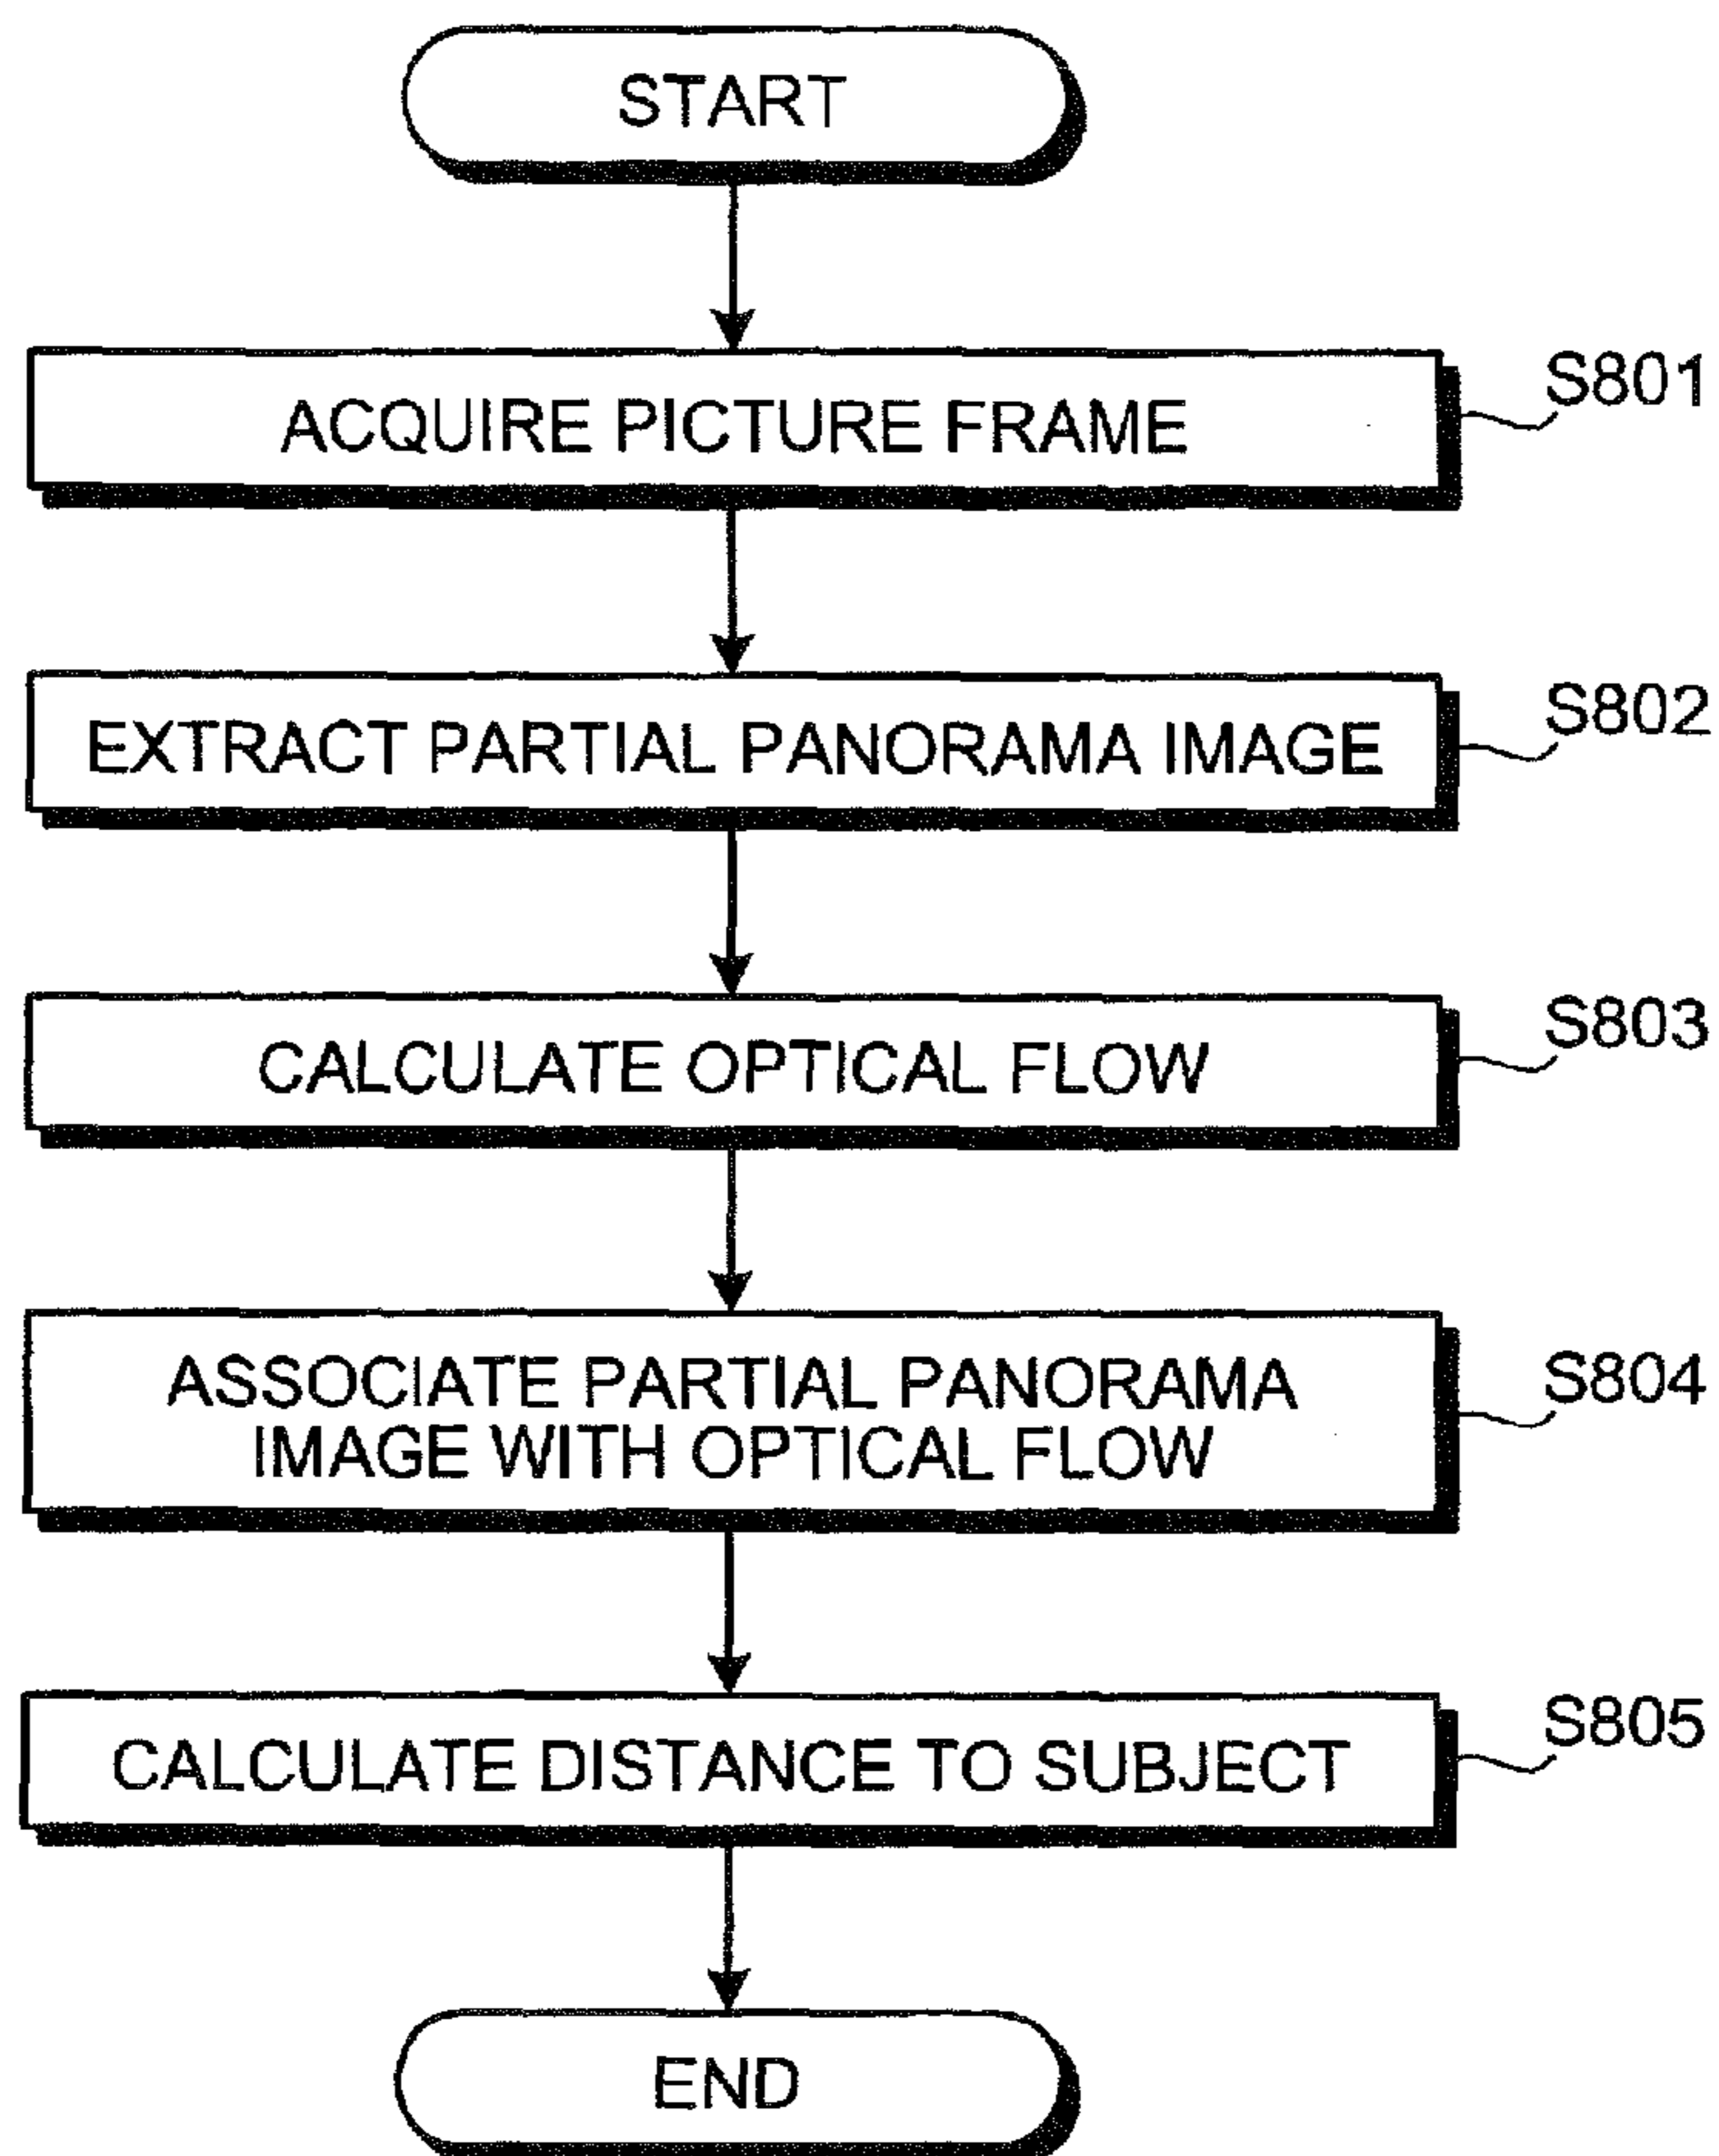 START
ACQUIRE PICTURE FRAME
S801
EXTRACT PARTIAL PANORAMA IMAGE
S802
CALCULATE OPTICAL FLOW
S803
ASSOCIATE PARTIAL PANORAMA
IMAGE WITH OPTICAL FLOW
S804
CALCULATE DISTANCE TO SUBJECT
S805
END